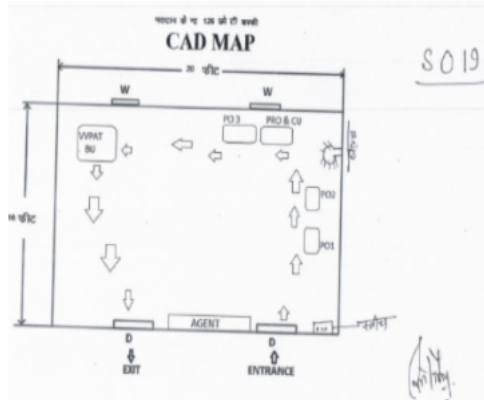 CAD MAP
S019
20 फीट
W
W
PO 3
PRO & CU
VVPAT
BU
PO2
PO1
फीट
AGENT
D
D
EXIT
ENTRANCE